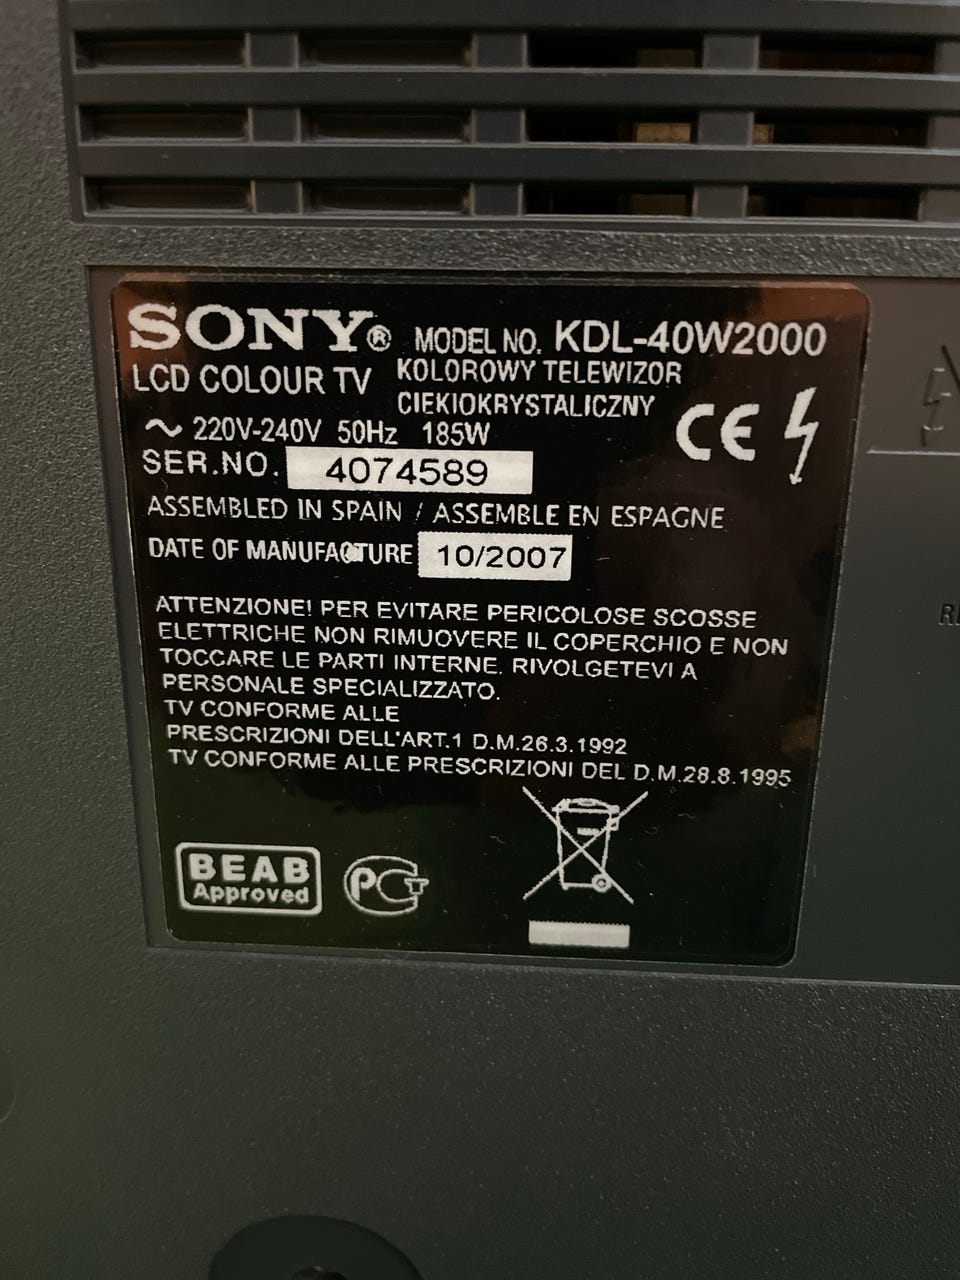 SONY® MODEL NO. KDL-40W2000
LCD COLOUR TV KOLOROWY TELEWIZOR
CIEKIOKRYSTALICZNY
~ 220V-240V 50Hz 185W CE
SER.NO. 4074589
ASSEMBLED IN SPAIN / ASSEMBLE EN ESPAGNE
DATE OF MANUFACTURE 10/2007
ATTENZIONE! PER EVITARE PERICOLOSE SCOSSE
ELETTRICHE NON RIMUOVERE IL COPERCHIO E NON
TOCCARE LE PARTI INTERNE. RIVOLGETEVI A
PERSONALE SPECIALIZZATO.
TV CONFORME ALLE
PRESCRIZIONI DELL'ART.1 D.M.26.3.1992
TV CONFORME ALLE PRESCRIZIONI DEL D.M.28.8.1995
BEAB
Approved